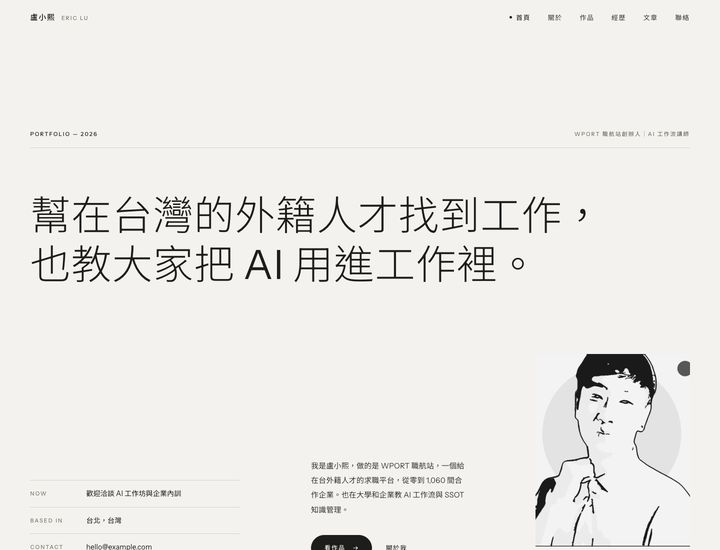 盧小熙 ERIC LU
首頁 關於 作品 經歷 文章 聯絡
PORTFOLIO — 2026
WPORT 職航站創辦人｜AI 工作流講師
幫在台灣的外籍人才找到工作，
也教大家把 AI 用進工作裡。
我是盧小熙，做的是 WPORT 職航站，一個給
在台外籍人才的求職平台，從零到 1,060 間合
作企業。也在大學和企業教 AI 工作流與 SSOT
知識管理。
NOW 歡迎洽談 AI 工作坊與企業內訓
BASED IN 台北，台灣
CONTACT hello@example.com
看作品 → 關於我